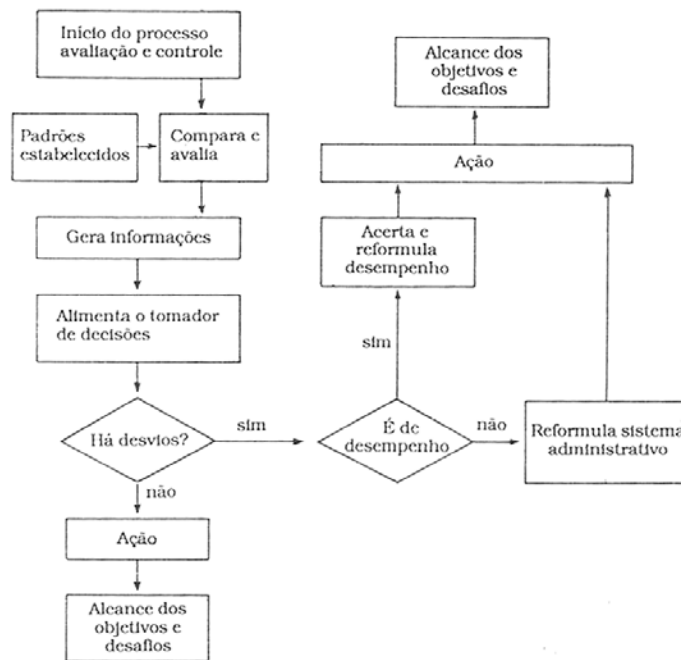 Início do processo
avaliação e controle
Padrões
estabelecidos
Compara e
avalia
Gera informações
Alimenta o tomador
de decisões
Há desvios?
sim
não
Ação
Alcance dos
objetivos e
desafios
É de
desempenho
sim
não
Acerta e
reformula
desempenho
Reformula sistema
administrativo
Ação
Alcance dos
objetivos e
desafios